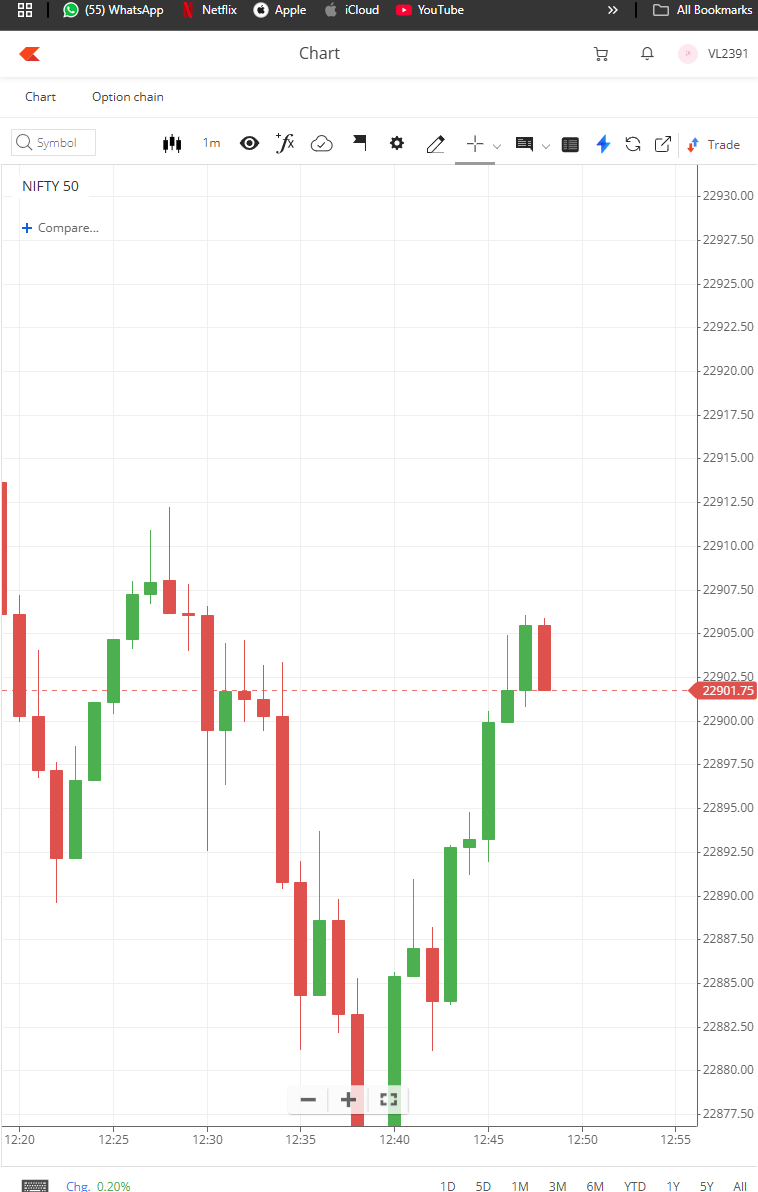 (55) WhatsApp Netflix Apple iCloud YouTube » All Bookmarks
Chart VL2391
Chart Option chain
Symbol 1m fx Trade
NIFTY 50
+ Compare...
22930.00
22927.50
22925.00
22922.50
22920.00
22917.50
22915.00
22912.50
22910.00
22907.50
22905.00
22902.50
22901.75
22900.00
22897.50
22895.00
22892.50
22890.00
22887.50
22885.00
22882.50
22880.00
22877.50
12:20 12:25 12:30 12:35 12:40 12:45 12:50 12:55
Chg. 0.20% 1D 5D 1M 3M 6M YTD 1Y 5Y All